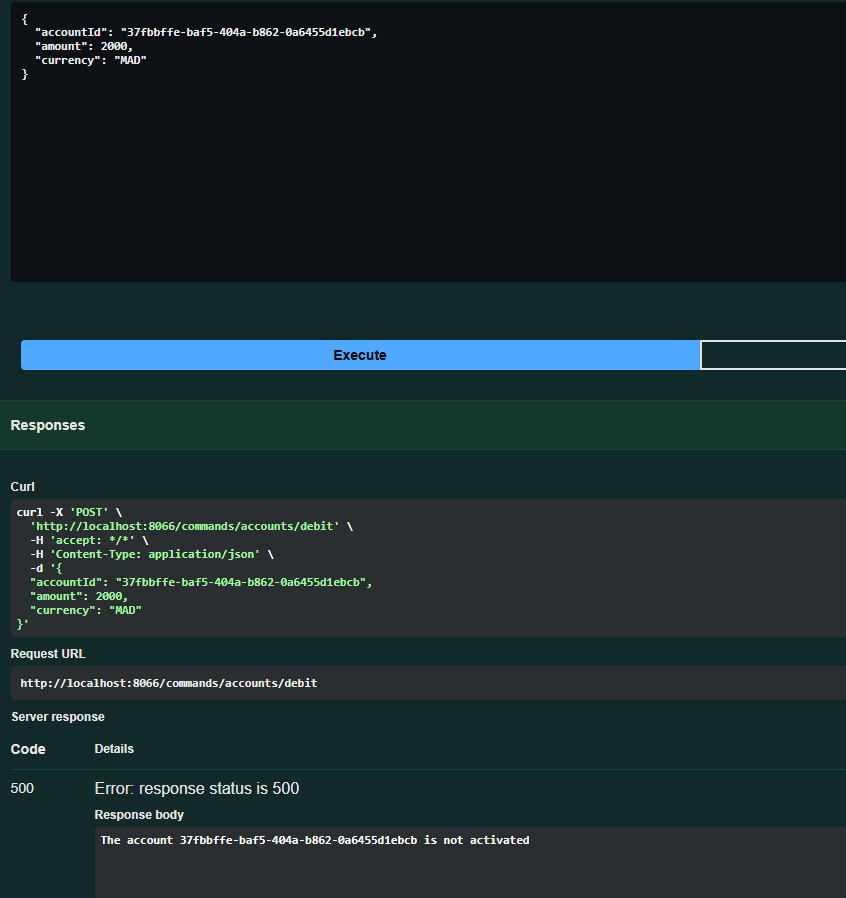 {
  "accountId": "37fbbffe-baf5-404a-b862-0a6455d1ebcb",
  "amount": 2000,
  "currency": "MAD"
}
Execute
Responses
Curl
curl -X 'POST' \
  'http://localhost:8066/commands/accounts/debit' \
  -H 'accept: */*' \
  -H 'Content-Type: application/json' \
  -d '{
  "accountId": "37fbbffe-baf5-404a-b862-0a6455d1ebcb",
  "amount": 2000,
  "currency": "MAD"
}'
Request URL
http://localhost:8066/commands/accounts/debit
Server response
Code Details
500 Error: response status is 500
Response body
The account 37fbbffe-baf5-404a-b862-0a6455d1ebcb is not activated